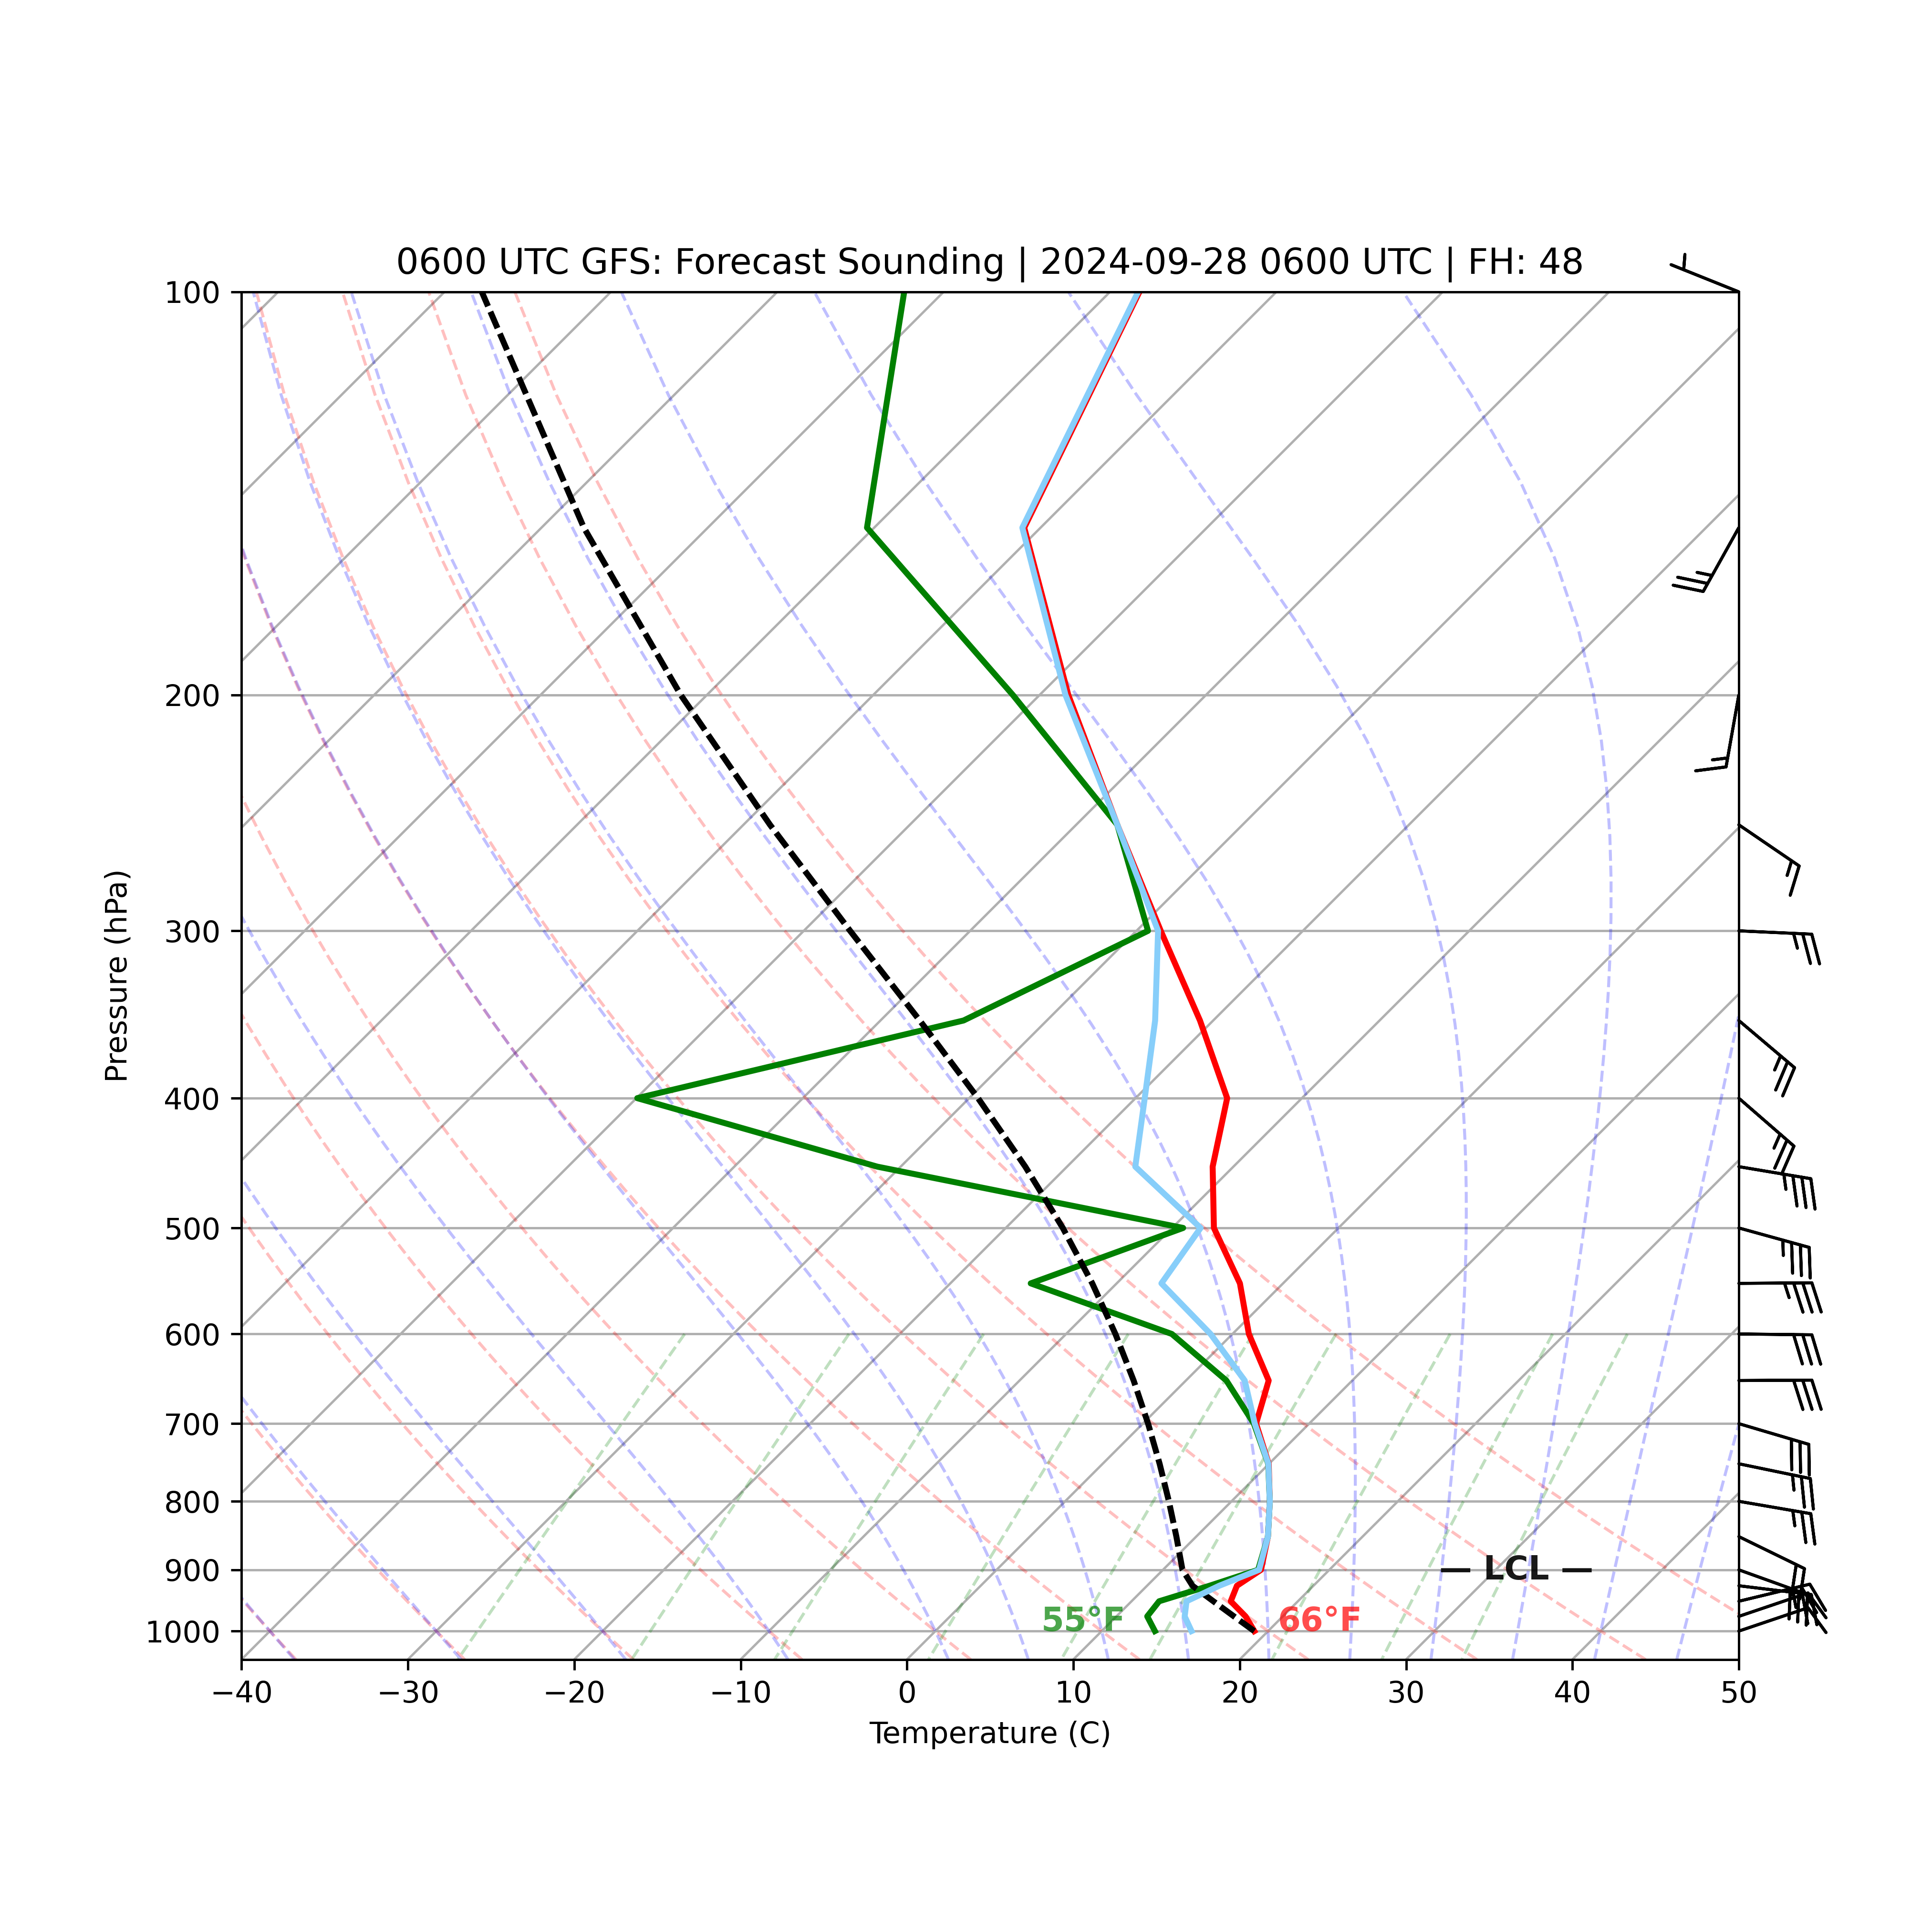 0600 UTC GFS: Forecast Sounding | 2024-09-28 0600 UTC | FH: 48
100
200
300
400
500
600
700
800
900
1000
Pressure (hPa)
— LCL —
55°F
66°F
−40 −30 −20 −10 0 10 20 30 40 50
Temperature (C)